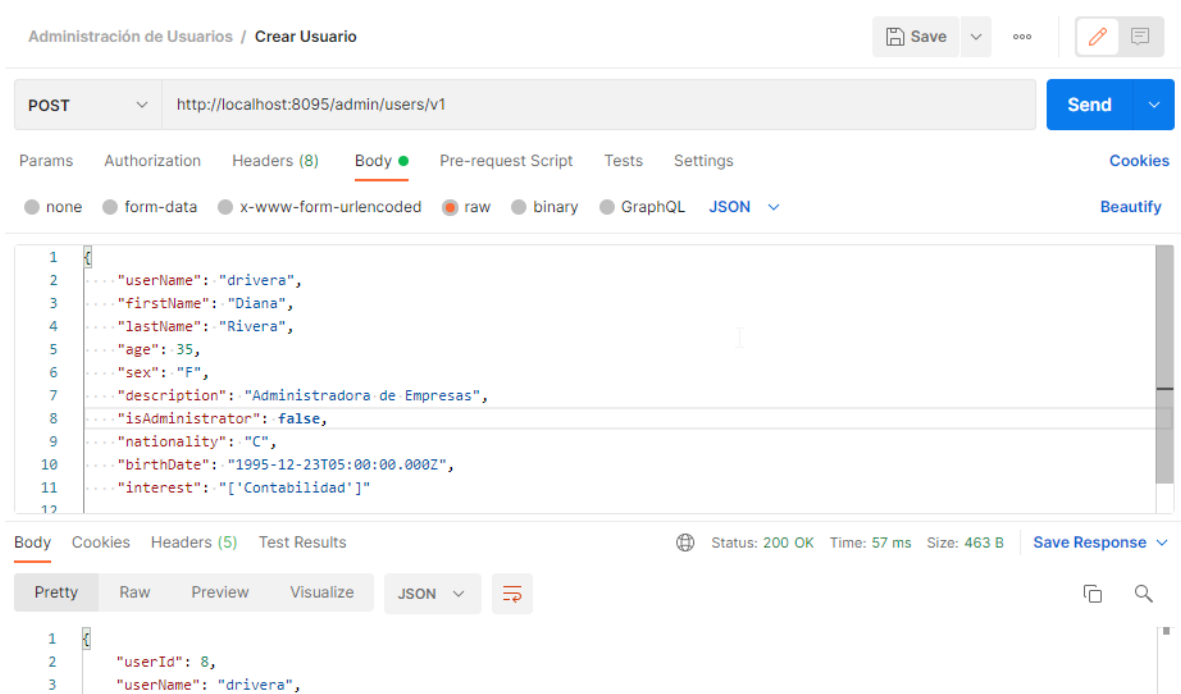 Administración de Usuarios / Crear Usuario
Save
POST
http://localhost:8095/admin/users/v1
Send
Params Authorization Headers (8) Body Pre-request Script Tests Settings Cookies
none form-data x-www-form-urlencoded raw binary GraphQL JSON Beautify
1 {
2 "userName": "drivera",
3 "firstName": "Diana",
4 "lastName": "Rivera",
5 "age": 35,
6 "sex": "F",
7 "description": "Administradora de Empresas",
8 "isAdministrator": false,
9 "nationality": "C",
10 "birthDate": "1995-12-23T05:00:00.000Z",
11 "interest": "['Contabilidad']"
12
Body Cookies Headers (5) Test Results Status: 200 OK Time: 57 ms Size: 463 B Save Response
Pretty Raw Preview Visualize JSON
1 {
2 "userId": 8,
3 "userName": "drivera",